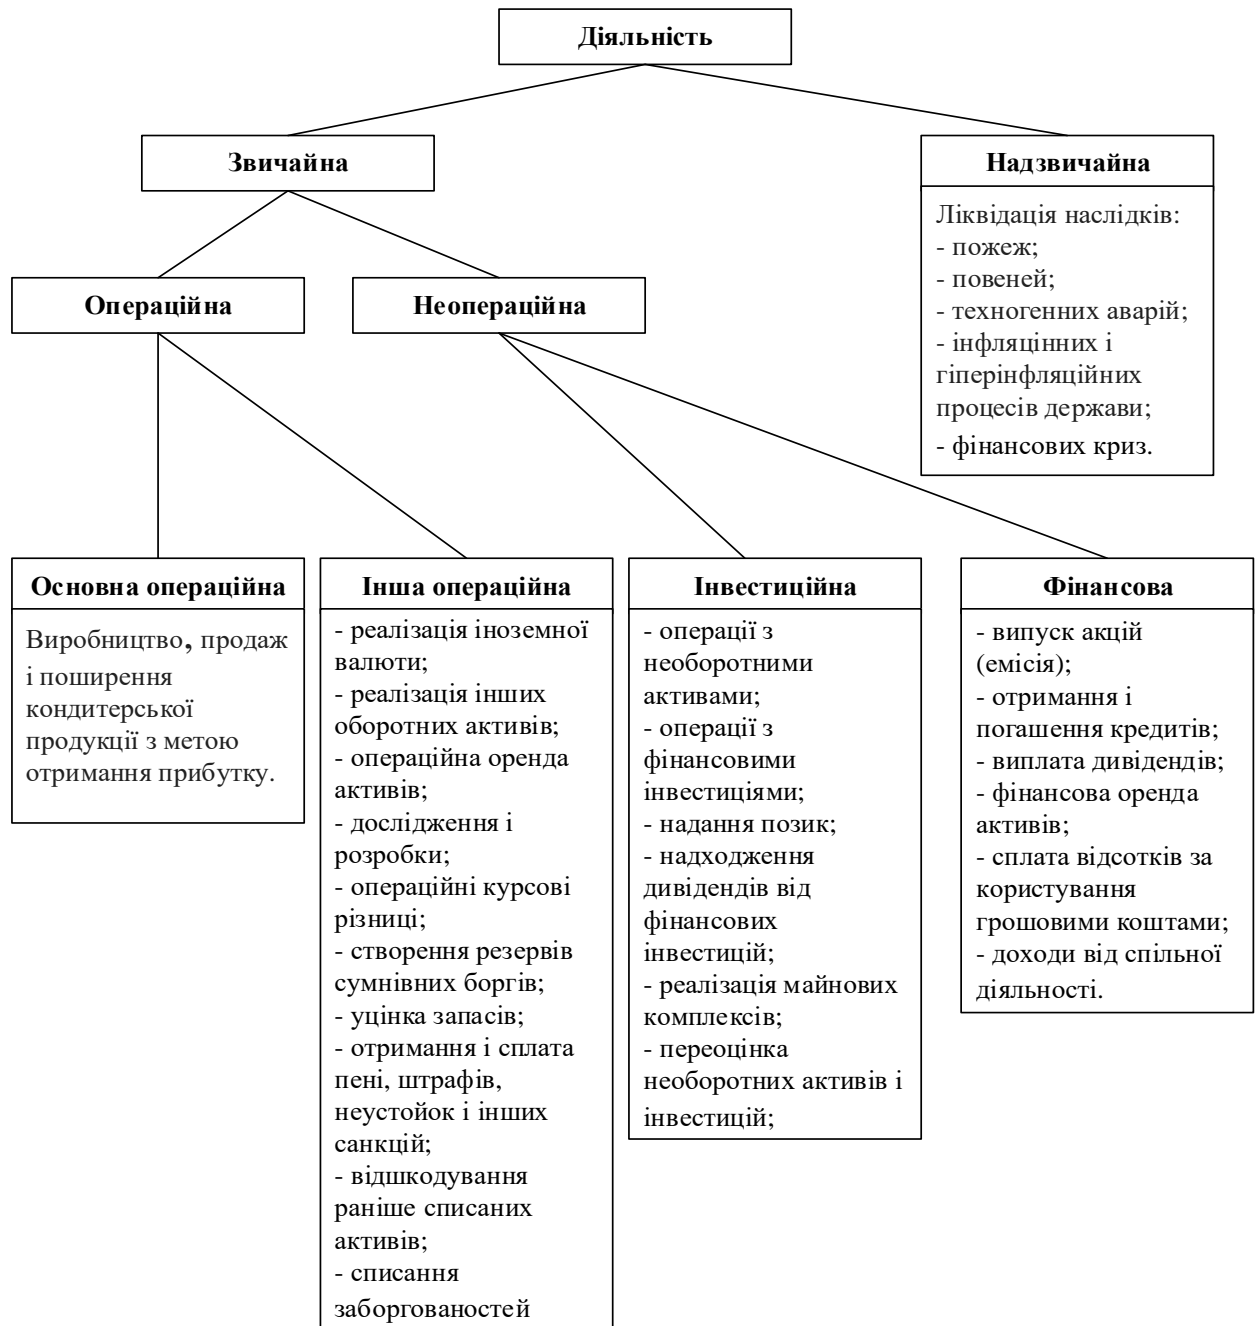 Діяльність
Звичайна
Надзвичайна
Ліквідація наслідків:
- пожеж;
- повеней;
- техногенних аварій;
- інфляцінних і
гіперінфляційних
процесів держави;
- фінансових криз.
Операційна
Неопераційна
Основна операційна
Виробництво, продаж
і поширення
кондитерської
продукції з метою
отримання прибутку.
Інша операційна
- реалізація іноземної
валюти;
- реалізація інших
оборотних активів;
- операційна оренда
активів;
- дослідження і
розробки;
- операційні курсові
різниці;
- створення резервів
сумнівних боргів;
- уцінка запасів;
- отримання і сплата
пені, штрафів,
неустойок і інших
санкцій;
- відшкодування
раніше списаних
активів;
- списання
заборгованостей
Інвестиційна
- операції з
необоротними
активами;
- операції з
фінансовими
інвестиціями;
- надання позик;
- надходження
дивідендів від
фінансових
інвестицій;
- реалізація майнових
комплексів;
- переоцінка
необоротних активів і
інвестицій;
Фінансова
- випуск акцій
(емісія);
- отримання і
погашення кредитів;
- виплата дивідендів;
- фінансова оренда
активів;
- сплата відсотків за
користування
грошовими коштами;
- доходи від спільної
діяльності.